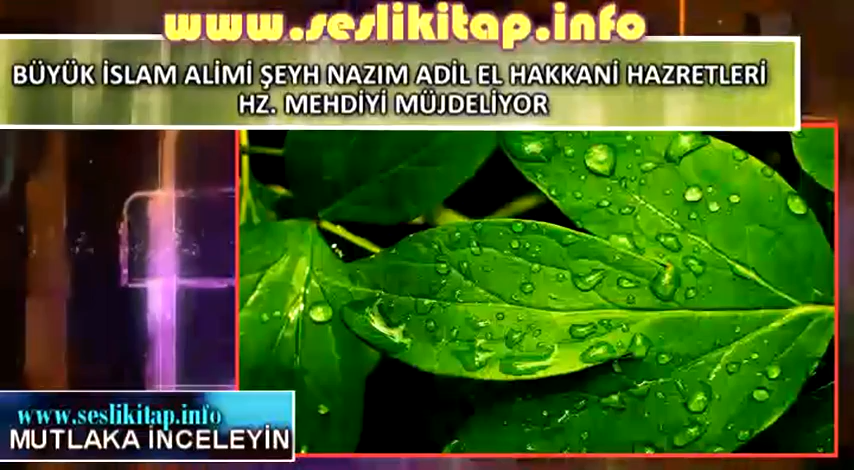 www.seslikitap.info
BÜYÜK İSLAM ALİMİ ŞEYH NAZIM ADİL EL HAKKANİ HAZRETLERİ
HZ. MEHDİYİ MÜJDELİYOR
www.seslikitap.info
MUTLAKA İNCELEYİN